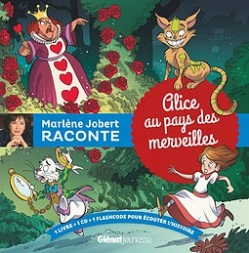 Marlène Jobert
RACONTE
Alice
au pays des
merveilles
1 LIVRE + 1 CD + 1 FLASHCODE POUR ÉCOUTER L'HISTOIRE
Glénat jeunesse